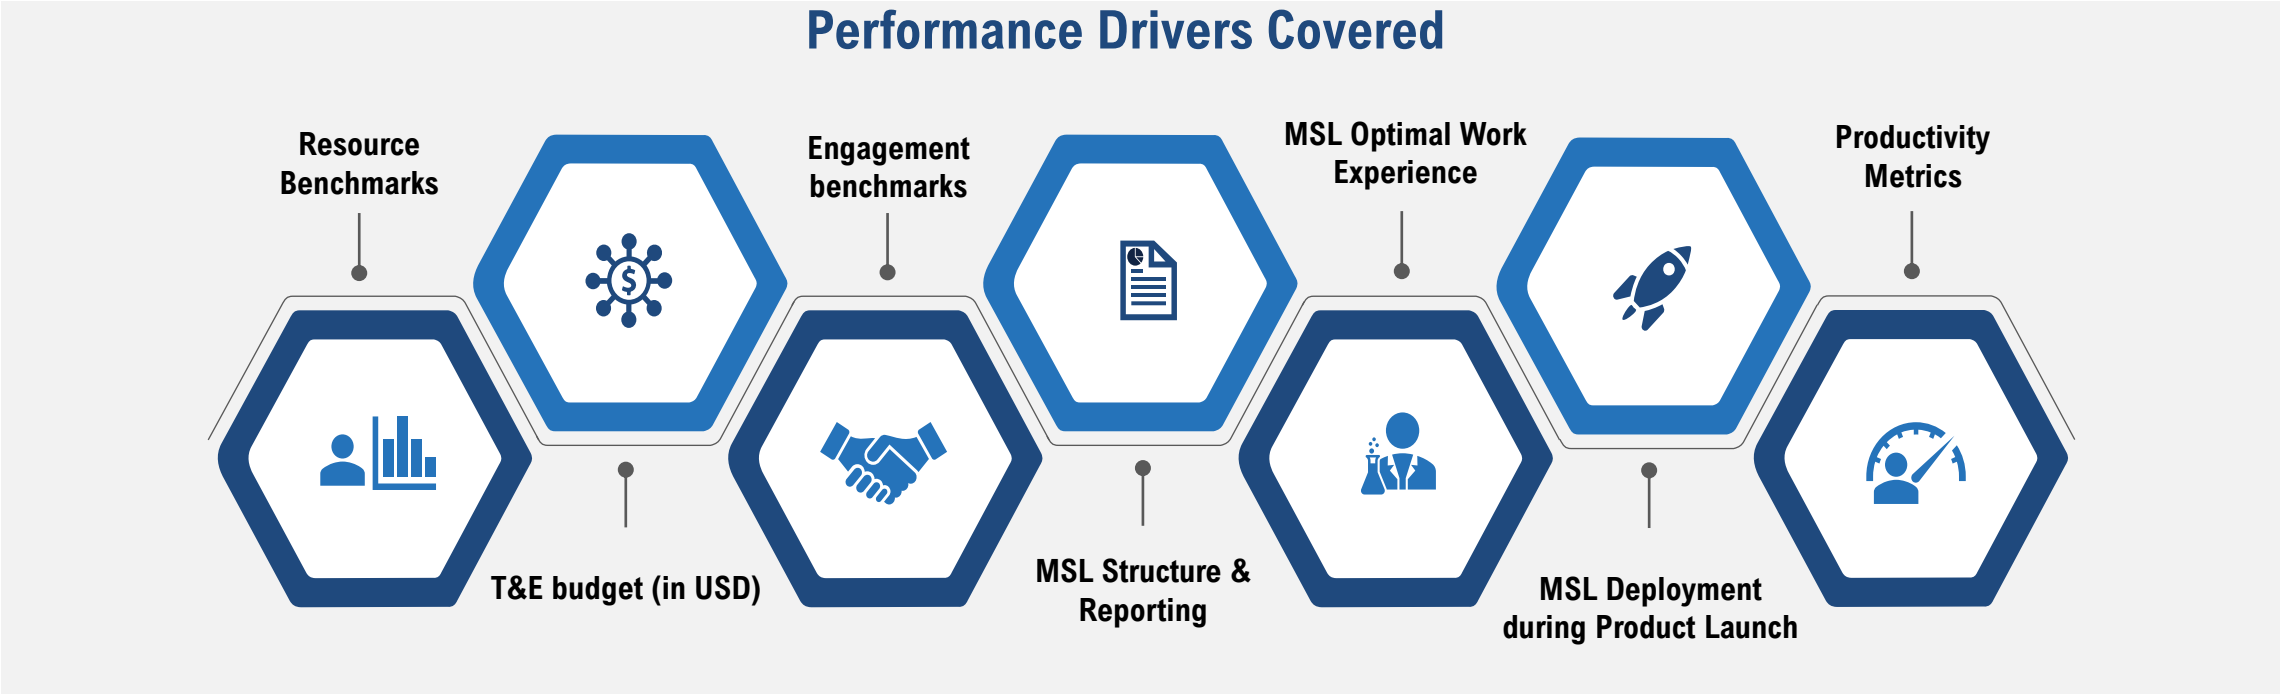 Performance Drivers Covered
Resource
Benchmarks
T&E budget (in USD)
Engagement
benchmarks
MSL Structure &
Reporting
MSL Optimal Work
Experience
MSL Deployment
during Product Launch
Productivity
Metrics
$